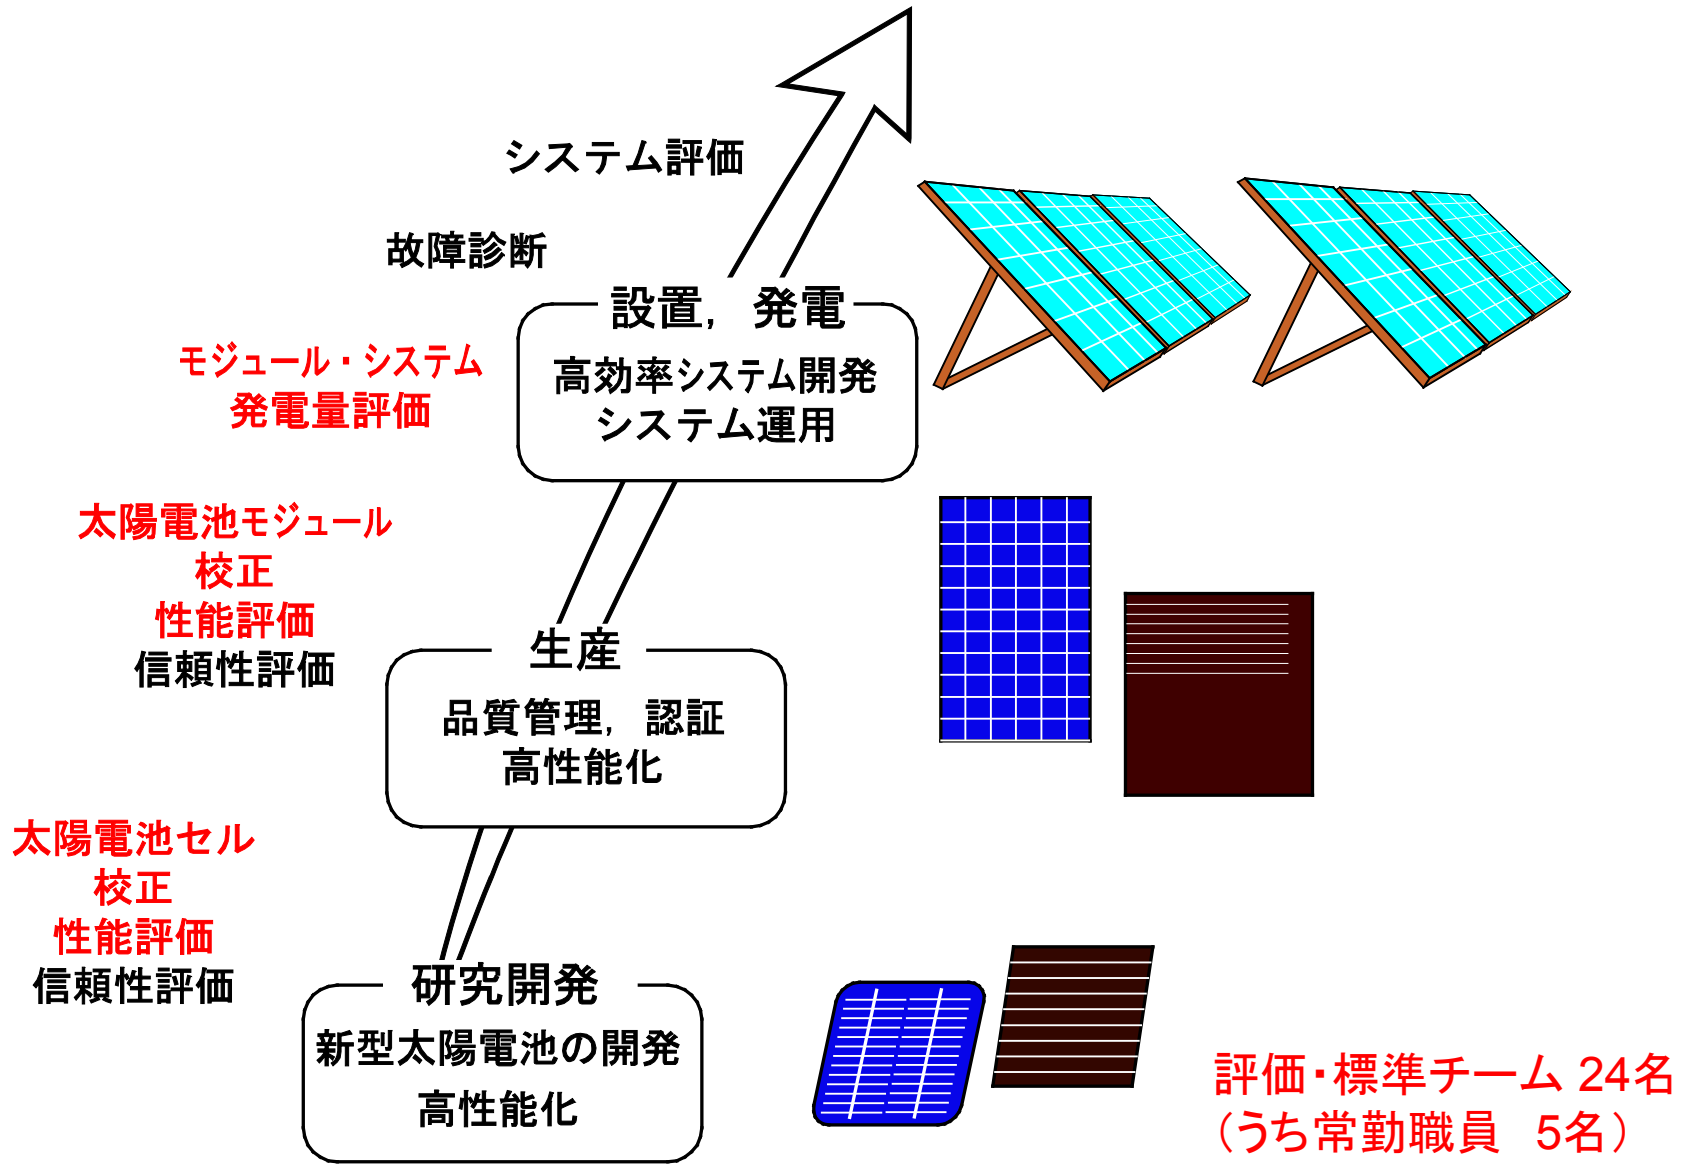 システム評価
故障診断
設置，発電
モジュール・システム
発電量評価
高効率システム開発
システム運用
太陽電池モジュール
校正
性能評価
信頼性評価
生産
品質管理，認証
高性能化
太陽電池セル
校正
性能評価
信頼性評価
研究開発
新型太陽電池の開発
高性能化
評価・標準チーム 24名
（うち常勤職員　5名）